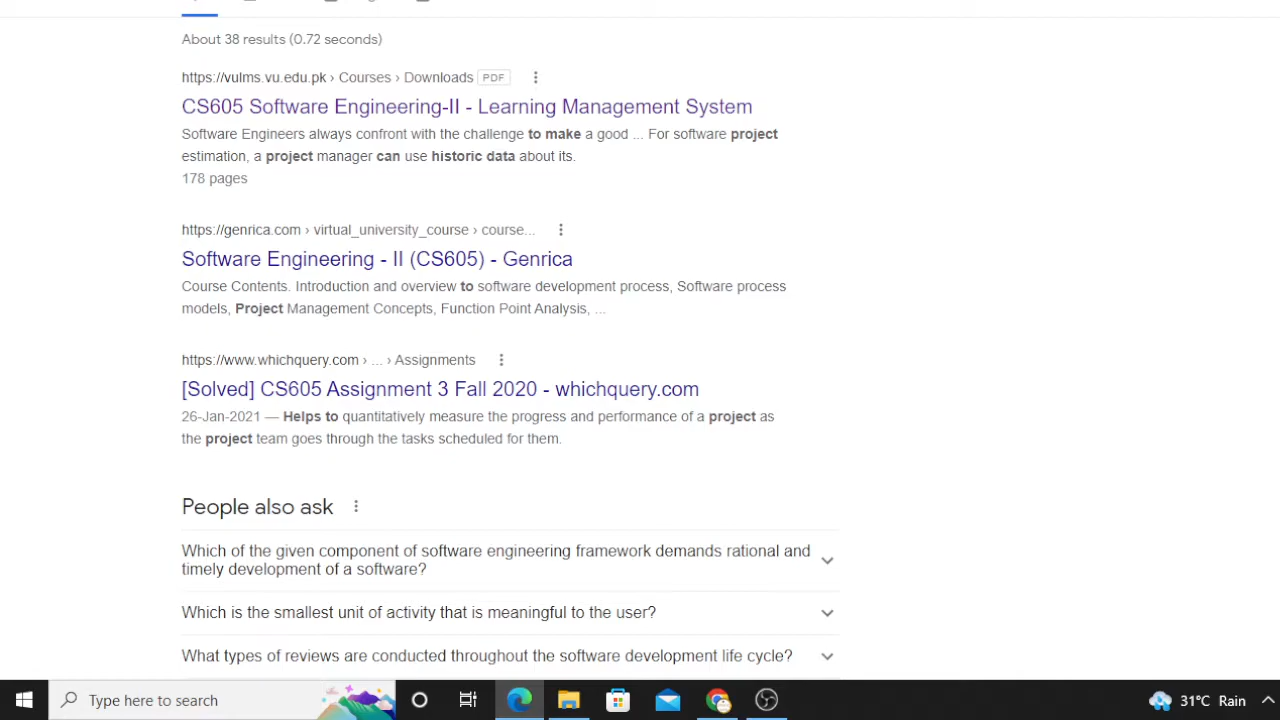 About 38 results (0.72 seconds)
https://vulms.vu.edu.pk › Courses › Downloads PDF
CS605 Software Engineering-II - Learning Management System
Software Engineers always confront with the challenge to make a good ... For software project
estimation, a project manager can use historic data about its.
178 pages
https://genrica.com › virtual_university_course › course...
Software Engineering - II (CS605) - Genrica
Course Contents. Introduction and overview to software development process, Software process
models, Project Management Concepts, Function Point Analysis, ...
https://www.whichquery.com › ... › Assignments
[Solved] CS605 Assignment 3 Fall 2020 - whichquery.com
26-Jan-2021 — Helps to quantitatively measure the progress and performance of a project as
the project team goes through the tasks scheduled for them.
People also ask
Which of the given component of software engineering framework demands rational and
timely development of a software?
Which is the smallest unit of activity that is meaningful to the user?
What types of reviews are conducted throughout the software development life cycle?
Type here to search
31°C Rain